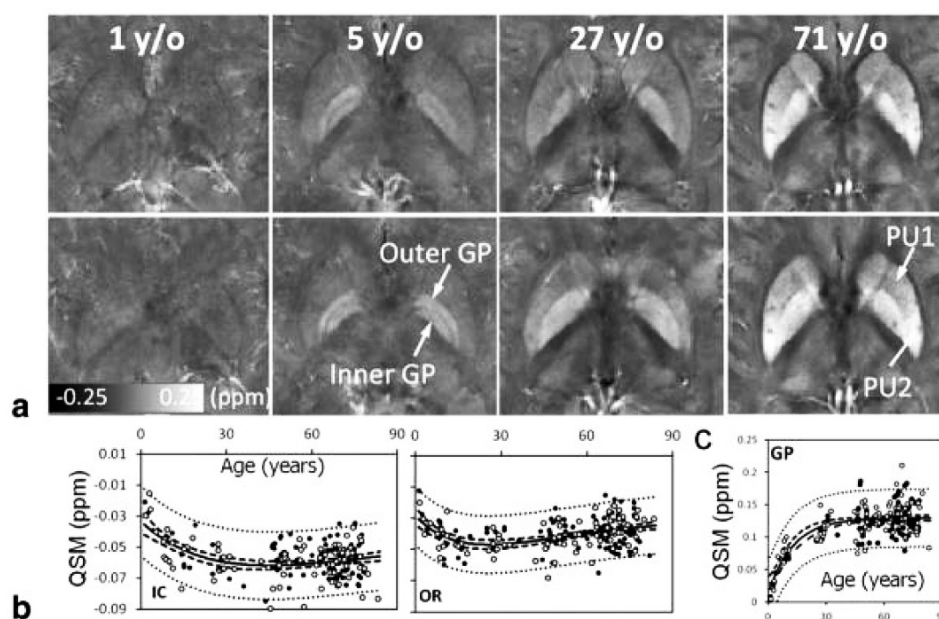 a
1 y/o 5 y/o 27 y/o 71 y/o
Outer GP
Inner GP
PU1
PU2
-0.25 0.25 (ppm)
b
0 30 60 90
Age (years)
0.01
-0.01
-0.03
-0.05
-0.07
-0.09
QSM (ppm)
IC
0 30 60 90
OR
c
GP
0.25
0.2
0.15
0.1
0.05
0
QSM (ppm)
Age (years)
0 30 60